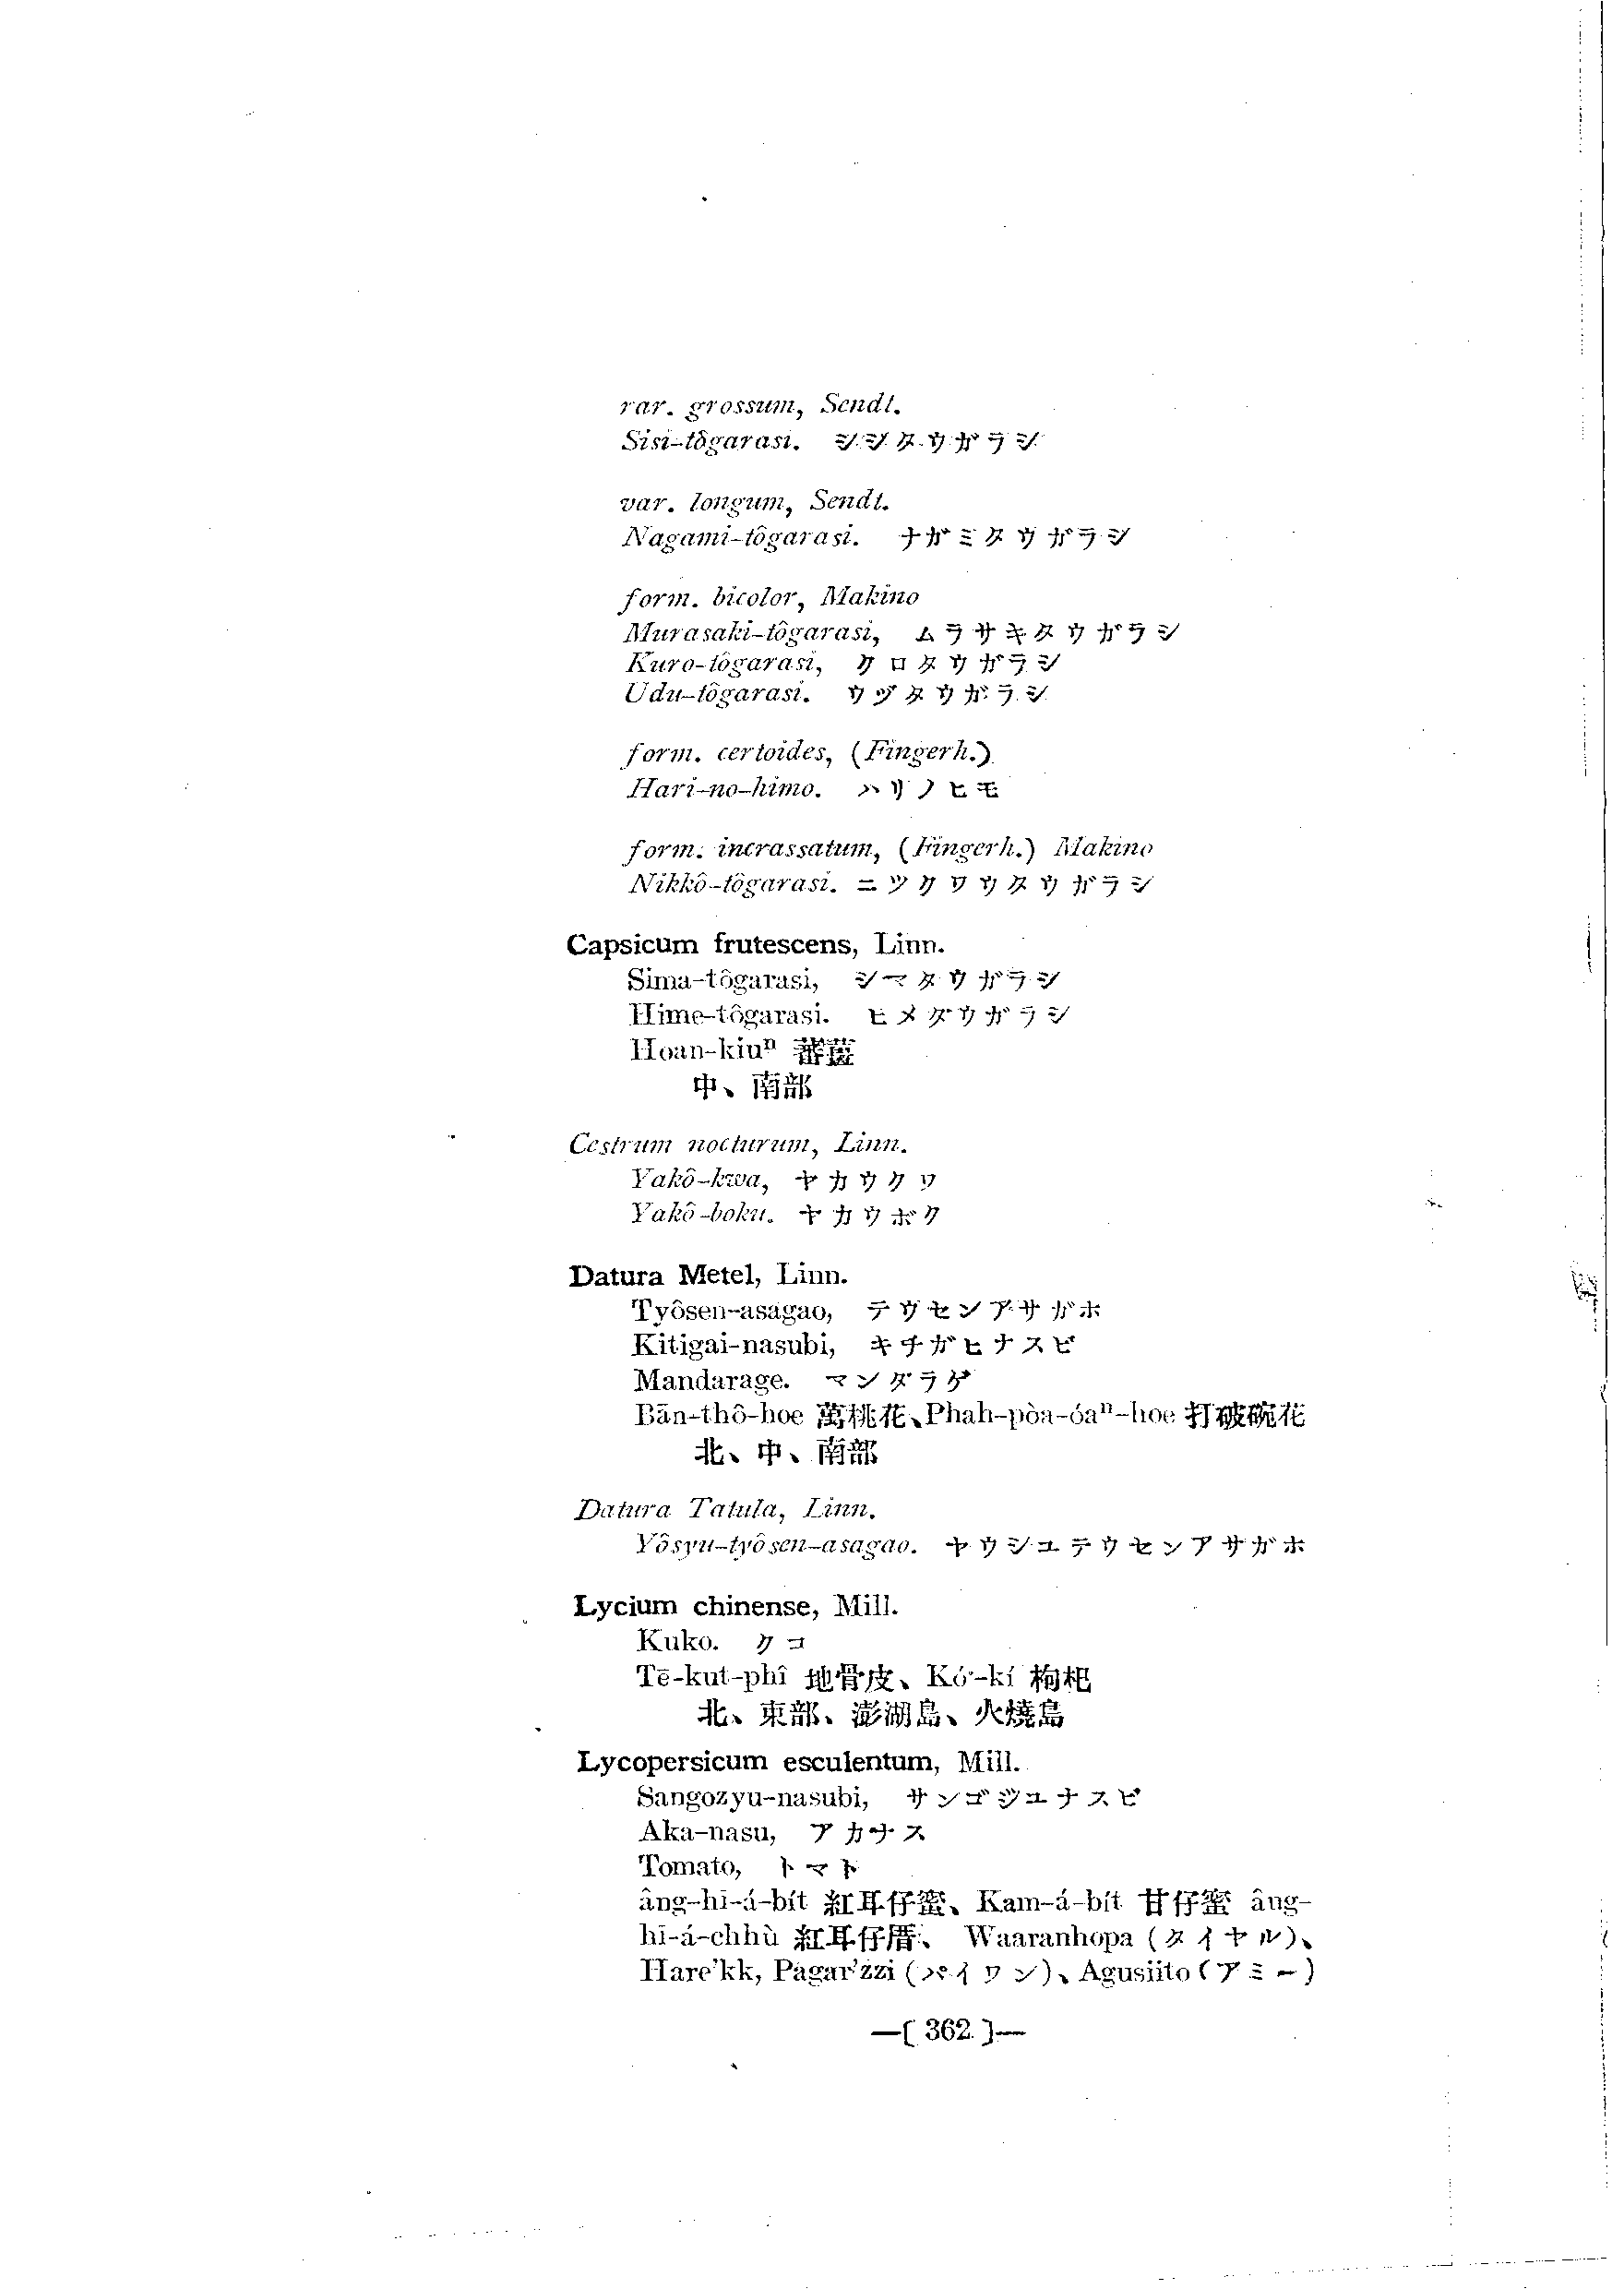 var. grossum, Sendt.
Sisi-tôgarasi. シシタウガラシ
var. longum, Sendt.
Nagami-tôgarasi. ナガミタウガラシ
form. bicolor, Makino
Murasaki-tôgarasi, ムラサキタウガラシ
Kuro-tôgarasi, クロタウガラシ
Udu-tôgarasi. ウヅタウガラシ
form. certoides, (Fingerh.)
Hari-no-himo. ハリノヒモ
form. incrassatum, (Fingerh.) Makino
Nikkô-tôgarasi. ニツクワウタウガラシ
Capsicum frutescens, Linn.
Sima-tôgarasi, シマタウガラシ
Hime-tôgarasi. ヒメタウガラシ
Hoan-kiuⁿ 番薑
中、南部
Cestrum nocturum, Linn.
Yakô-kwa, ヤカウクワ
Yakô-boku. ヤカウボク
Datura Metel, Linn.
Tyôsen-asagao, テウセンアサガホ
Kitigai-nasubi, キチガヒナスビ
Mandarage. マンダラゲ
Bān-thô-hoe 萬桃花、Phah-pòa-óaⁿ-hoe 打破碗花
北、中、南部
Datura Tatula, Linn.
Yôsyu-tyôsen-asagao. ヤウシユテウセンアサガホ
Lycium chinense, Mill.
Kuko. クコ
Tē-kut-phî 地骨皮、Kó-kí 枸杞
北、東部、澎湖島、火燒島
Lycopersicum esculentum, Mill.
Sangozyu-nasubi, サンゴジユナスビ
Aka-nasu, アカナス
Tomato, トマト
âng-hi-á-bít 紅耳仔蜜、Kam-á-bít 甘仔蜜 âng-
hi-á-chhù 紅耳仔厝、 Waaranhopa (タイヤル)、
Hare'kk, Pagar'zzi (パイワン)、Agusiito (アミー)
—( 362 )—